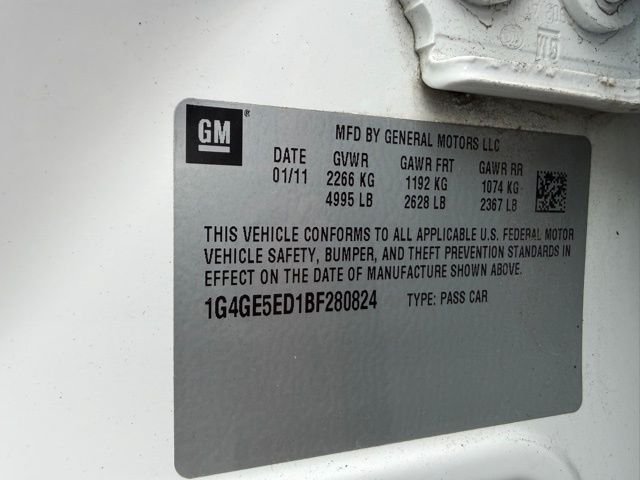 GM®
MFD BY GENERAL MOTORS LLC
DATE GVWR GAWR FRT GAWR RR
01/11 2266 KG 1192 KG 1074 KG
4995 LB 2628 LB 2367 LB
THIS VEHICLE CONFORMS TO ALL APPLICABLE U.S. FEDERAL MOTOR
VEHICLE SAFETY, BUMPER, AND THEFT PREVENTION STANDARDS IN
EFFECT ON THE DATE OF MANUFACTURE SHOWN ABOVE.
1G4GE5ED1BF280824 TYPE: PASS CAR